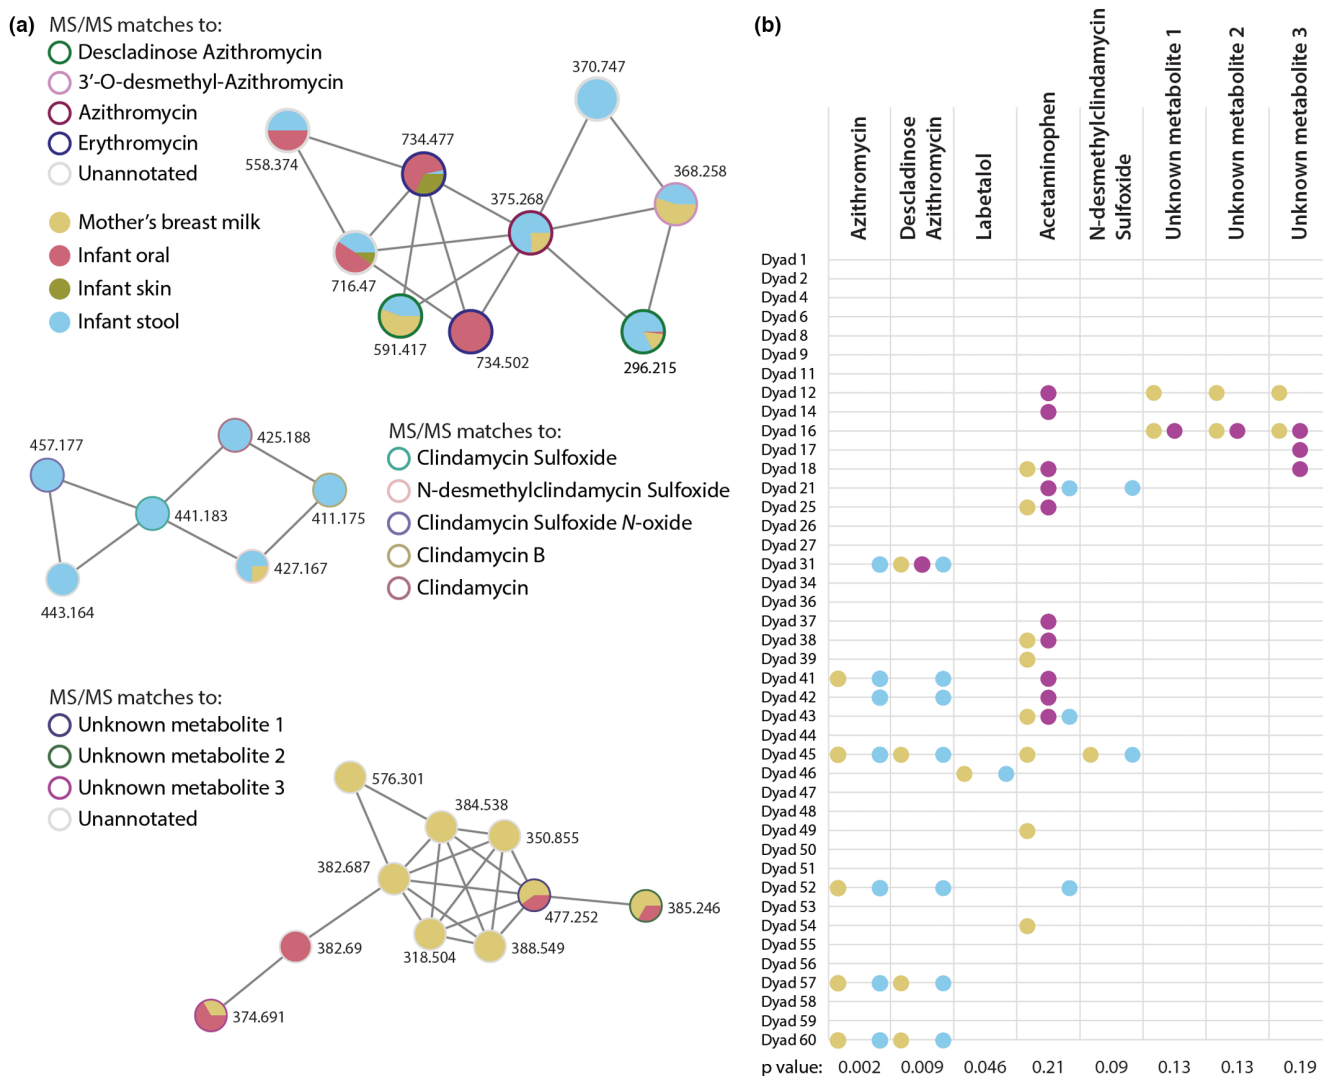 (a)
MS/MS matches to:
Descladinose Azithromycin
3'-O-desmethyl-Azithromycin
Azithromycin
Erythromycin
Unannotated
Mother's breast milk
Infant oral
Infant skin
Infant stool
370.747
558.374
734.477
368.258
375.268
716.47
591.417
734.502
296.215
457.177
425.188
441.183
411.175
427.167
443.164
MS/MS matches to:
Clindamycin Sulfoxide
N-desmethylclindamycin Sulfoxide
Clindamycin Sulfoxide N-oxide
Clindamycin B
Clindamycin
MS/MS matches to:
Unknown metabolite 1
Unknown metabolite 2
Unknown metabolite 3
Unannotated
576.301
384.538
350.855
382.687
477.252
385.246
318.504
388.549
382.69
374.691
(b)
Azithromycin
Descladinose
Azithromycin
Labetalol
Acetaminophen
N-desmethylclindamycin
Sulfoxide
Unknown metabolite 1
Unknown metabolite 2
Unknown metabolite 3
Dyad 1
Dyad 2
Dyad 4
Dyad 6
Dyad 8
Dyad 9
Dyad 11
Dyad 12
Dyad 14
Dyad 16
Dyad 17
Dyad 18
Dyad 21
Dyad 25
Dyad 26
Dyad 27
Dyad 31
Dyad 34
Dyad 36
Dyad 37
Dyad 38
Dyad 39
Dyad 41
Dyad 42
Dyad 43
Dyad 44
Dyad 45
Dyad 46
Dyad 47
Dyad 48
Dyad 49
Dyad 50
Dyad 51
Dyad 52
Dyad 53
Dyad 54
Dyad 55
Dyad 56
Dyad 57
Dyad 58
Dyad 59
Dyad 60
p value: 0.002 0.009 0.046 0.21 0.09 0.13 0.13 0.19